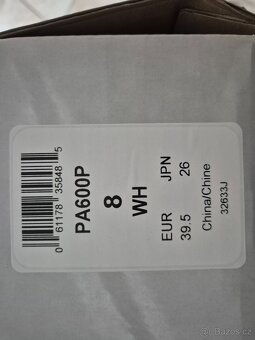 0 61178 35848 5
PA600P
8
WH
EUR JPN
39.5 26
China/Chine
32633J
Bazos.cz